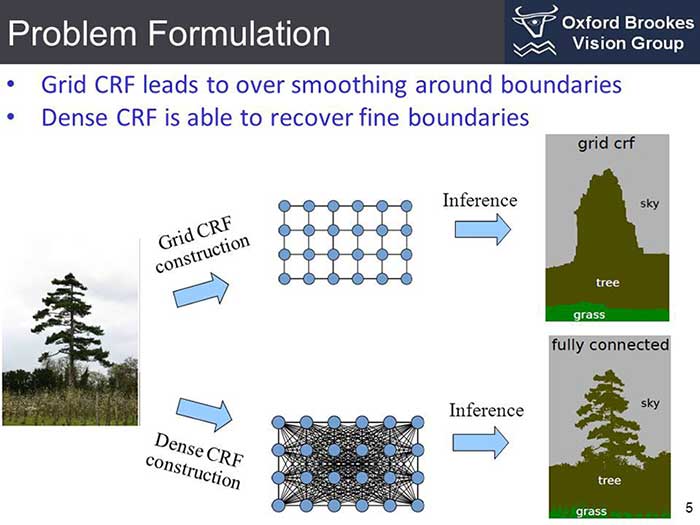 Problem Formulation
Oxford Brookes
Vision Group
• Grid CRF leads to over smoothing around boundaries
• Dense CRF is able to recover fine boundaries
Grid CRF
construction
Inference
grid crf
sky
tree
grass
Dense CRF
construction
Inference
fully connected
sky
tree
grass
5